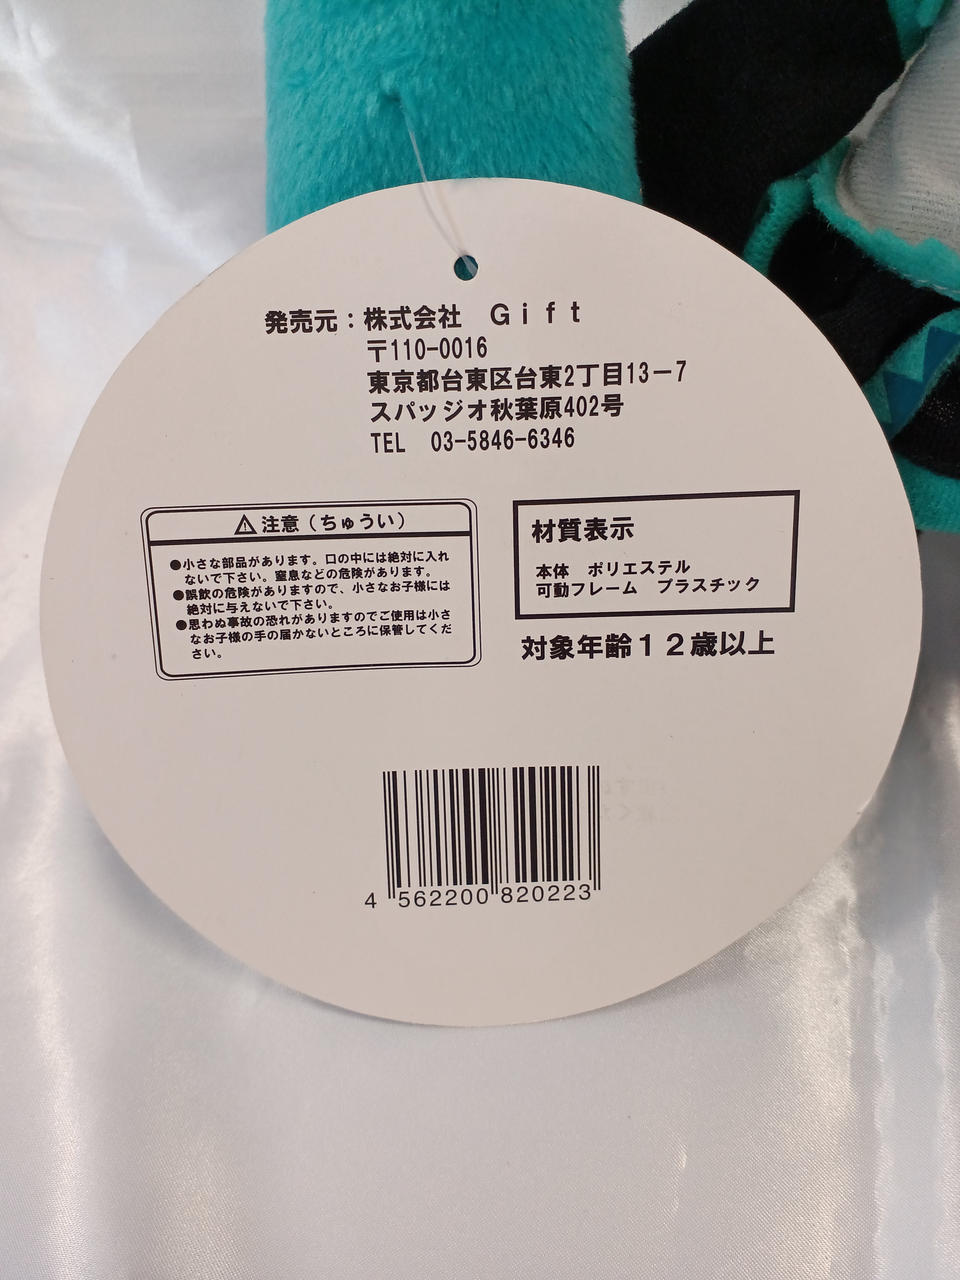 発売元：株式会社　Ｇｉｆｔ
〒110-0016
東京都台東区台東2丁目13－7
スパッジオ秋葉原402号
TEL　03-5846-6346
⚠注意（ちゅうい）
●小さな部品があります。口の中には絶対に入れ
ないで下さい。窒息などの危険があります。
●誤飲の危険がありますので、小さなお子様には
絶対に与えないで下さい。
●思わぬ事故の恐れがありますのでご使用は小さ
なお子様の手の届かないところに保管してくだ
さい。
材質表示
本体　ポリエステル
可動フレーム　プラスチック
対象年齢１２歳以上
4 562200 820223